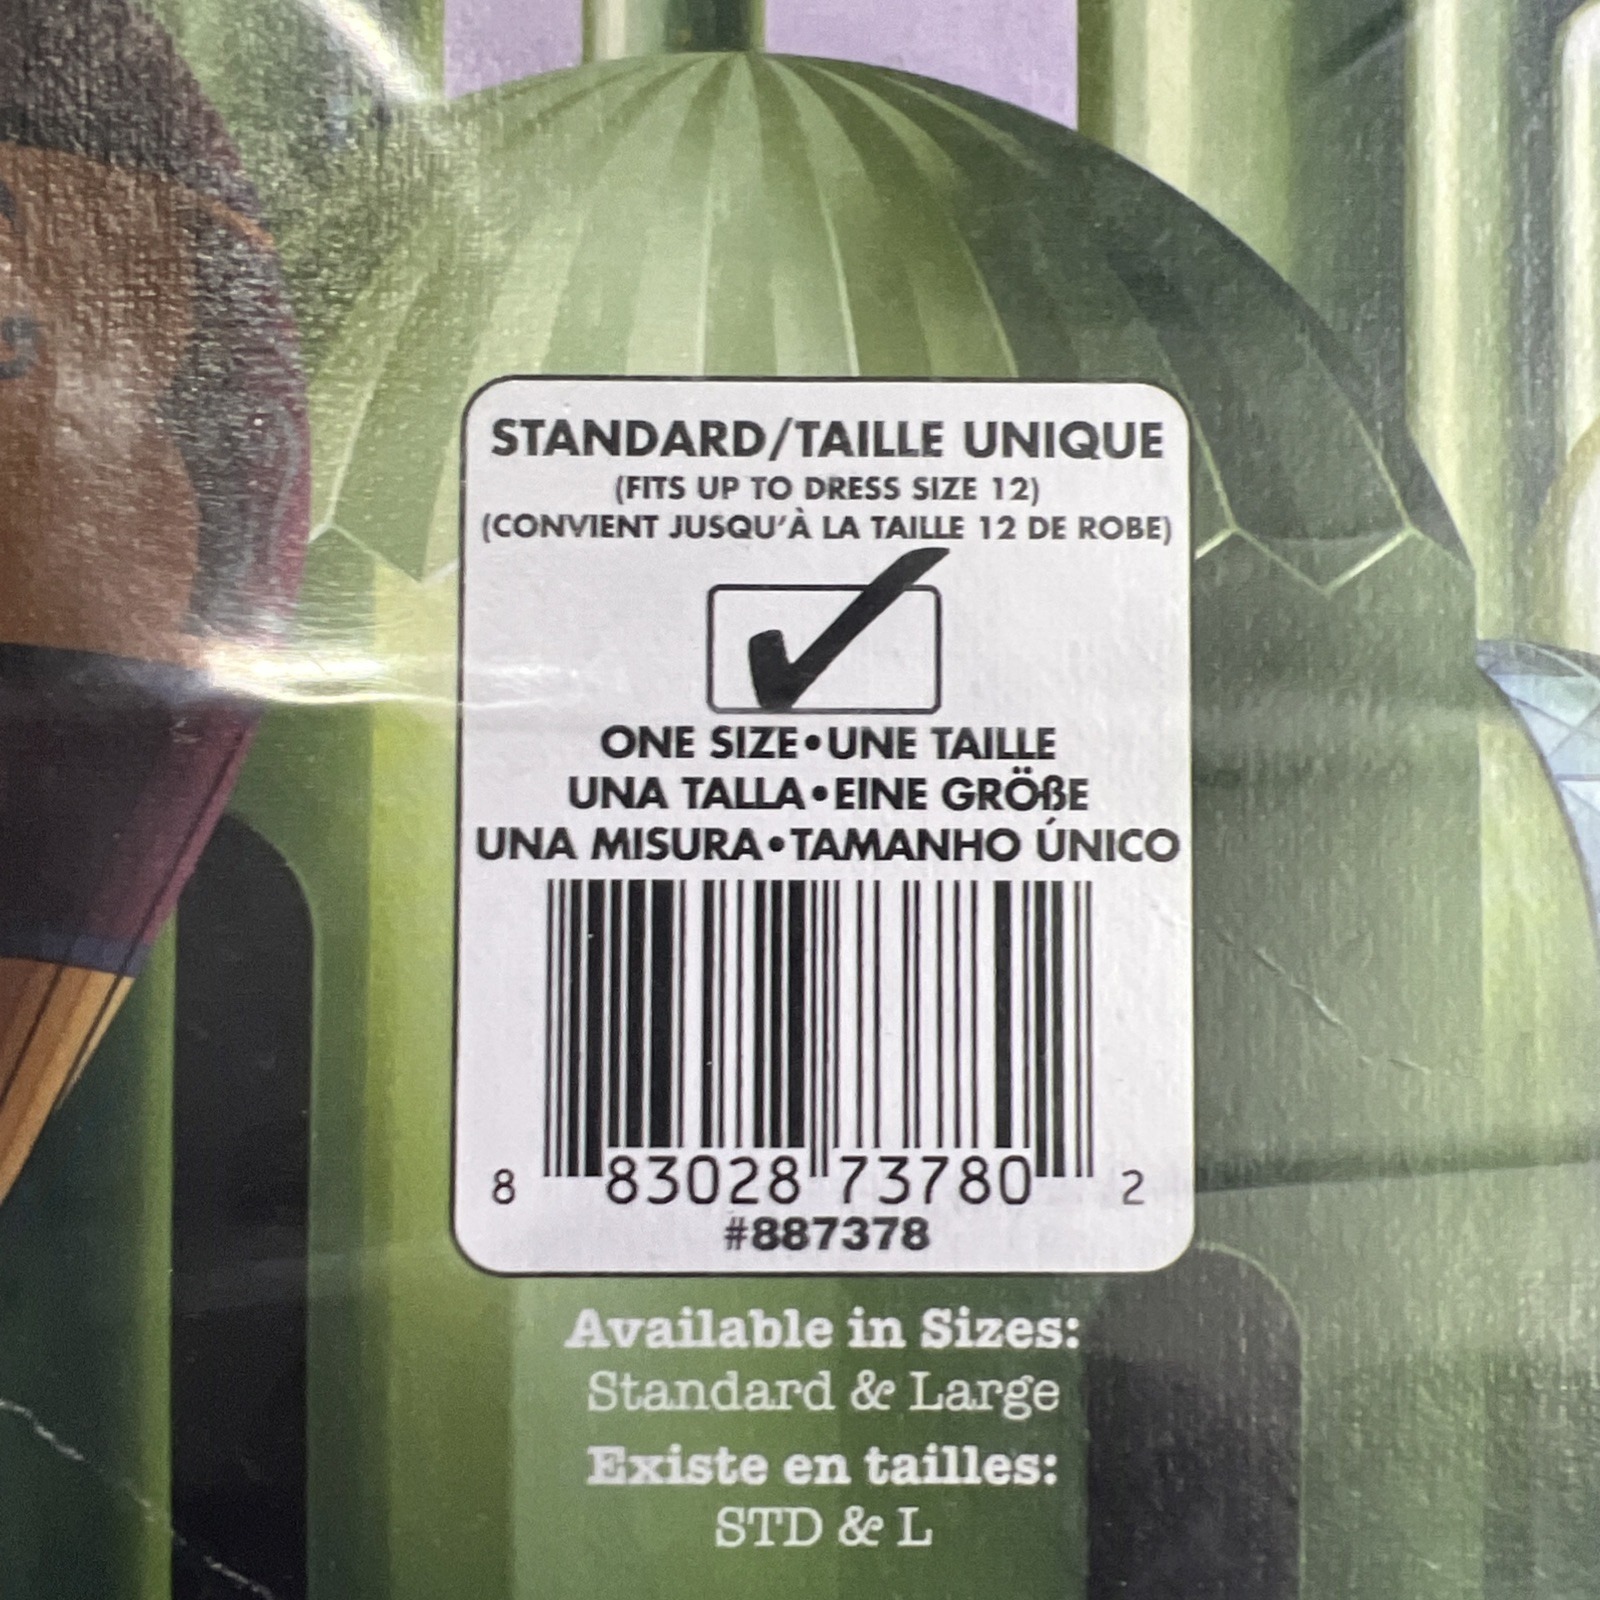 STANDARD/TAILLE UNIQUE
(FITS UP TO DRESS SIZE 12)
(CONVIENT JUSQU'À LA TAILLE 12 DE ROBE)
ONE SIZE•UNE TAILLE
UNA TALLA•EINE GRÖßE
UNA MISURA•TAMANHO ÚNICO
8 83028 73780 2
#887378
Available in Sizes:
Standard & Large
Existe en tailles:
STD & L